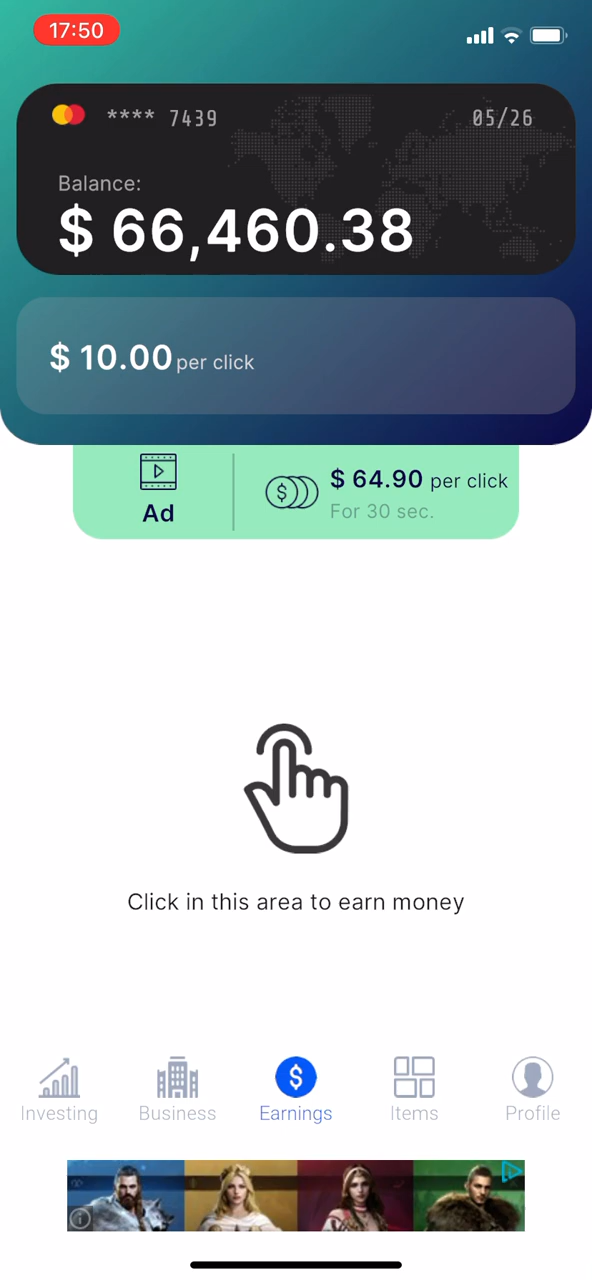 17:50
**** 7439 05/26
Balance:
$ 66,460.38
$ 10.00 per click
$ 64.90 per click
Ad
For 30 sec.
Click in this area to earn money
Investing Business Earnings Items Profile